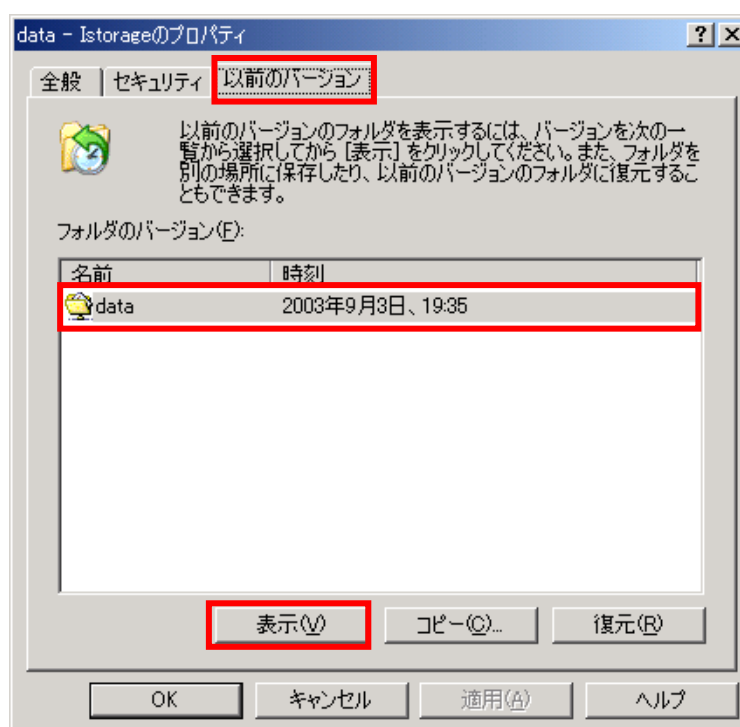 data - Istorageのプロパティ
全般 セキュリティ 以前のバージョン
以前のバージョンのフォルダを表示するには、バージョンを次の一
覧から選択してから [表示] をクリックしてください。また、フォルダを
別の場所に保存したり、以前のバージョンのフォルダに復元するこ
ともできます。
フォルダのバージョン(F):
名前 時刻
data 2003年9月3日、19:35
表示(V) コピー(C)... 復元(R)
OK キャンセル 適用(A) ヘルプ